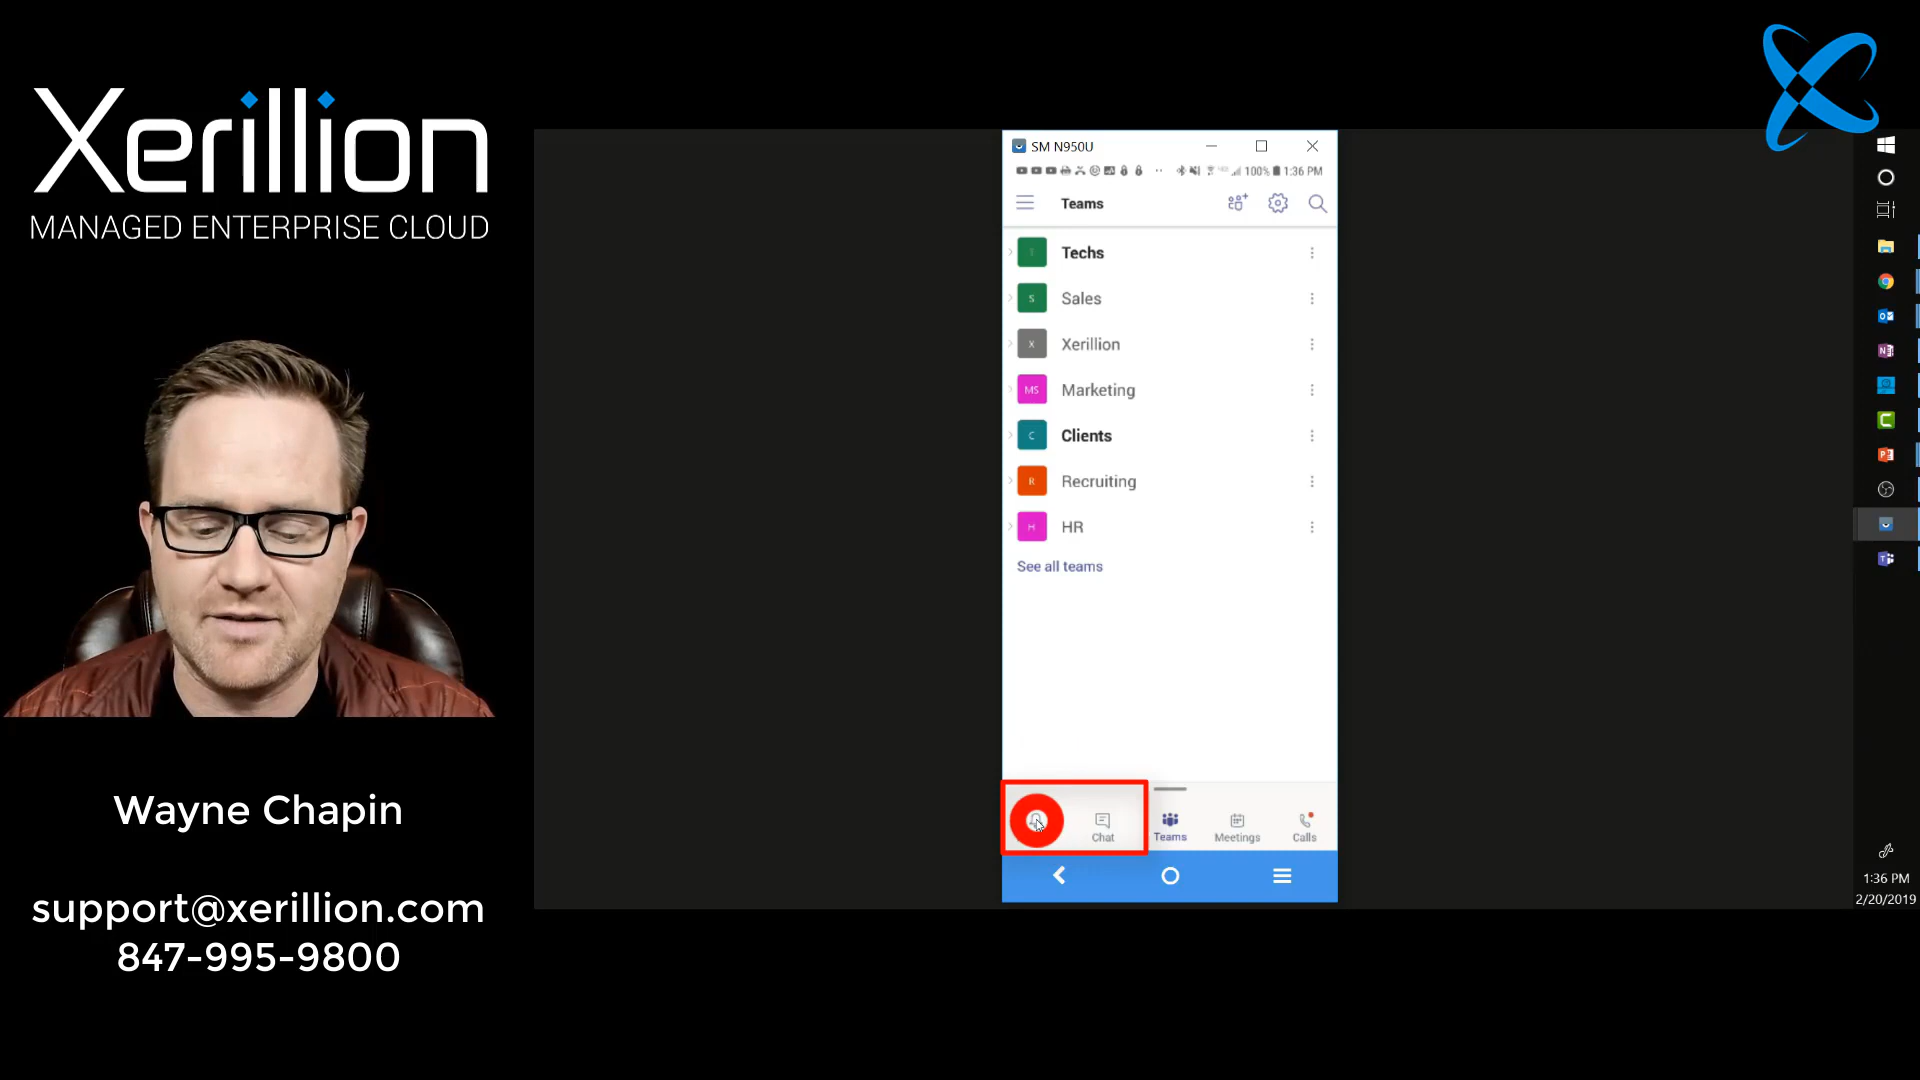 Xerillion
MANAGED ENTERPRISE CLOUD
Wayne Chapin
support@xerillion.com
847-995-9800
SM N950U
100% 1:36 PM
Teams
Techs
S Sales
X Xerillion
MS Marketing
C Clients
R Recruiting
H HR
See all teams
Chat
Teams
Meetings
Calls
1:36 PM
2/20/2019